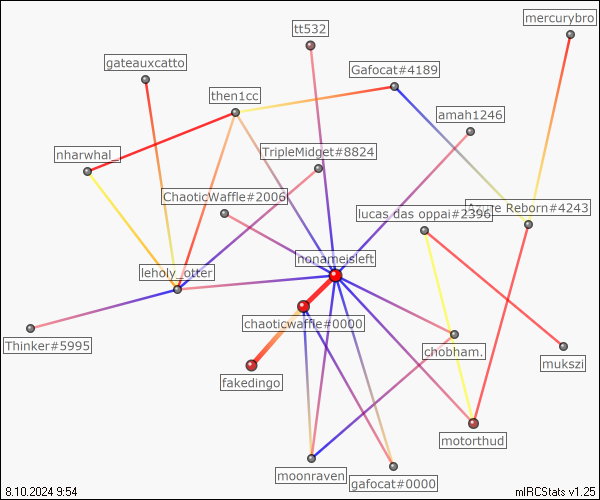 mercurybro
tt532
gateauxcatto
Gafocat#4189
then1cc
amah1246
nharwhal_
TripleMidget#8824
ChaoticWaffle#2006
lucas das oppai#2396
Reborn#4243
nonameisleft
leholy_otter
chaoticwaffle#0000
Thinker#5995
chobham.
mukszi
fakedingo
motorthud
moonraven
gafocat#0000
8.10.2024 9:54
mIRCStats v1.25